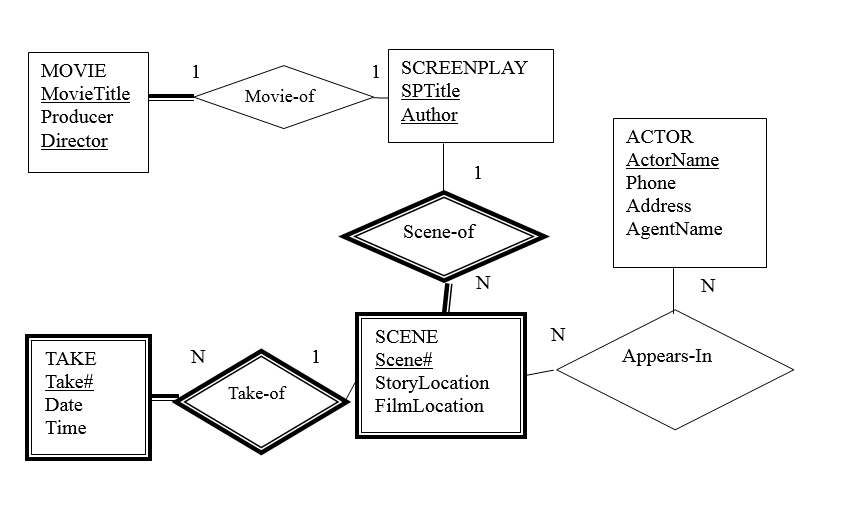 MOVIE
MovieTitle
Producer
Director
1
Movie-of
1
SCREENPLAY
SPTitle
Author
1
Scene-of
N
ACTOR
ActorName
Phone
Address
AgentName
N
Appears-In
N
SCENE
Scene#
StoryLocation
FilmLocation
1
Take-of
N
TAKE
Take#
Date
Time